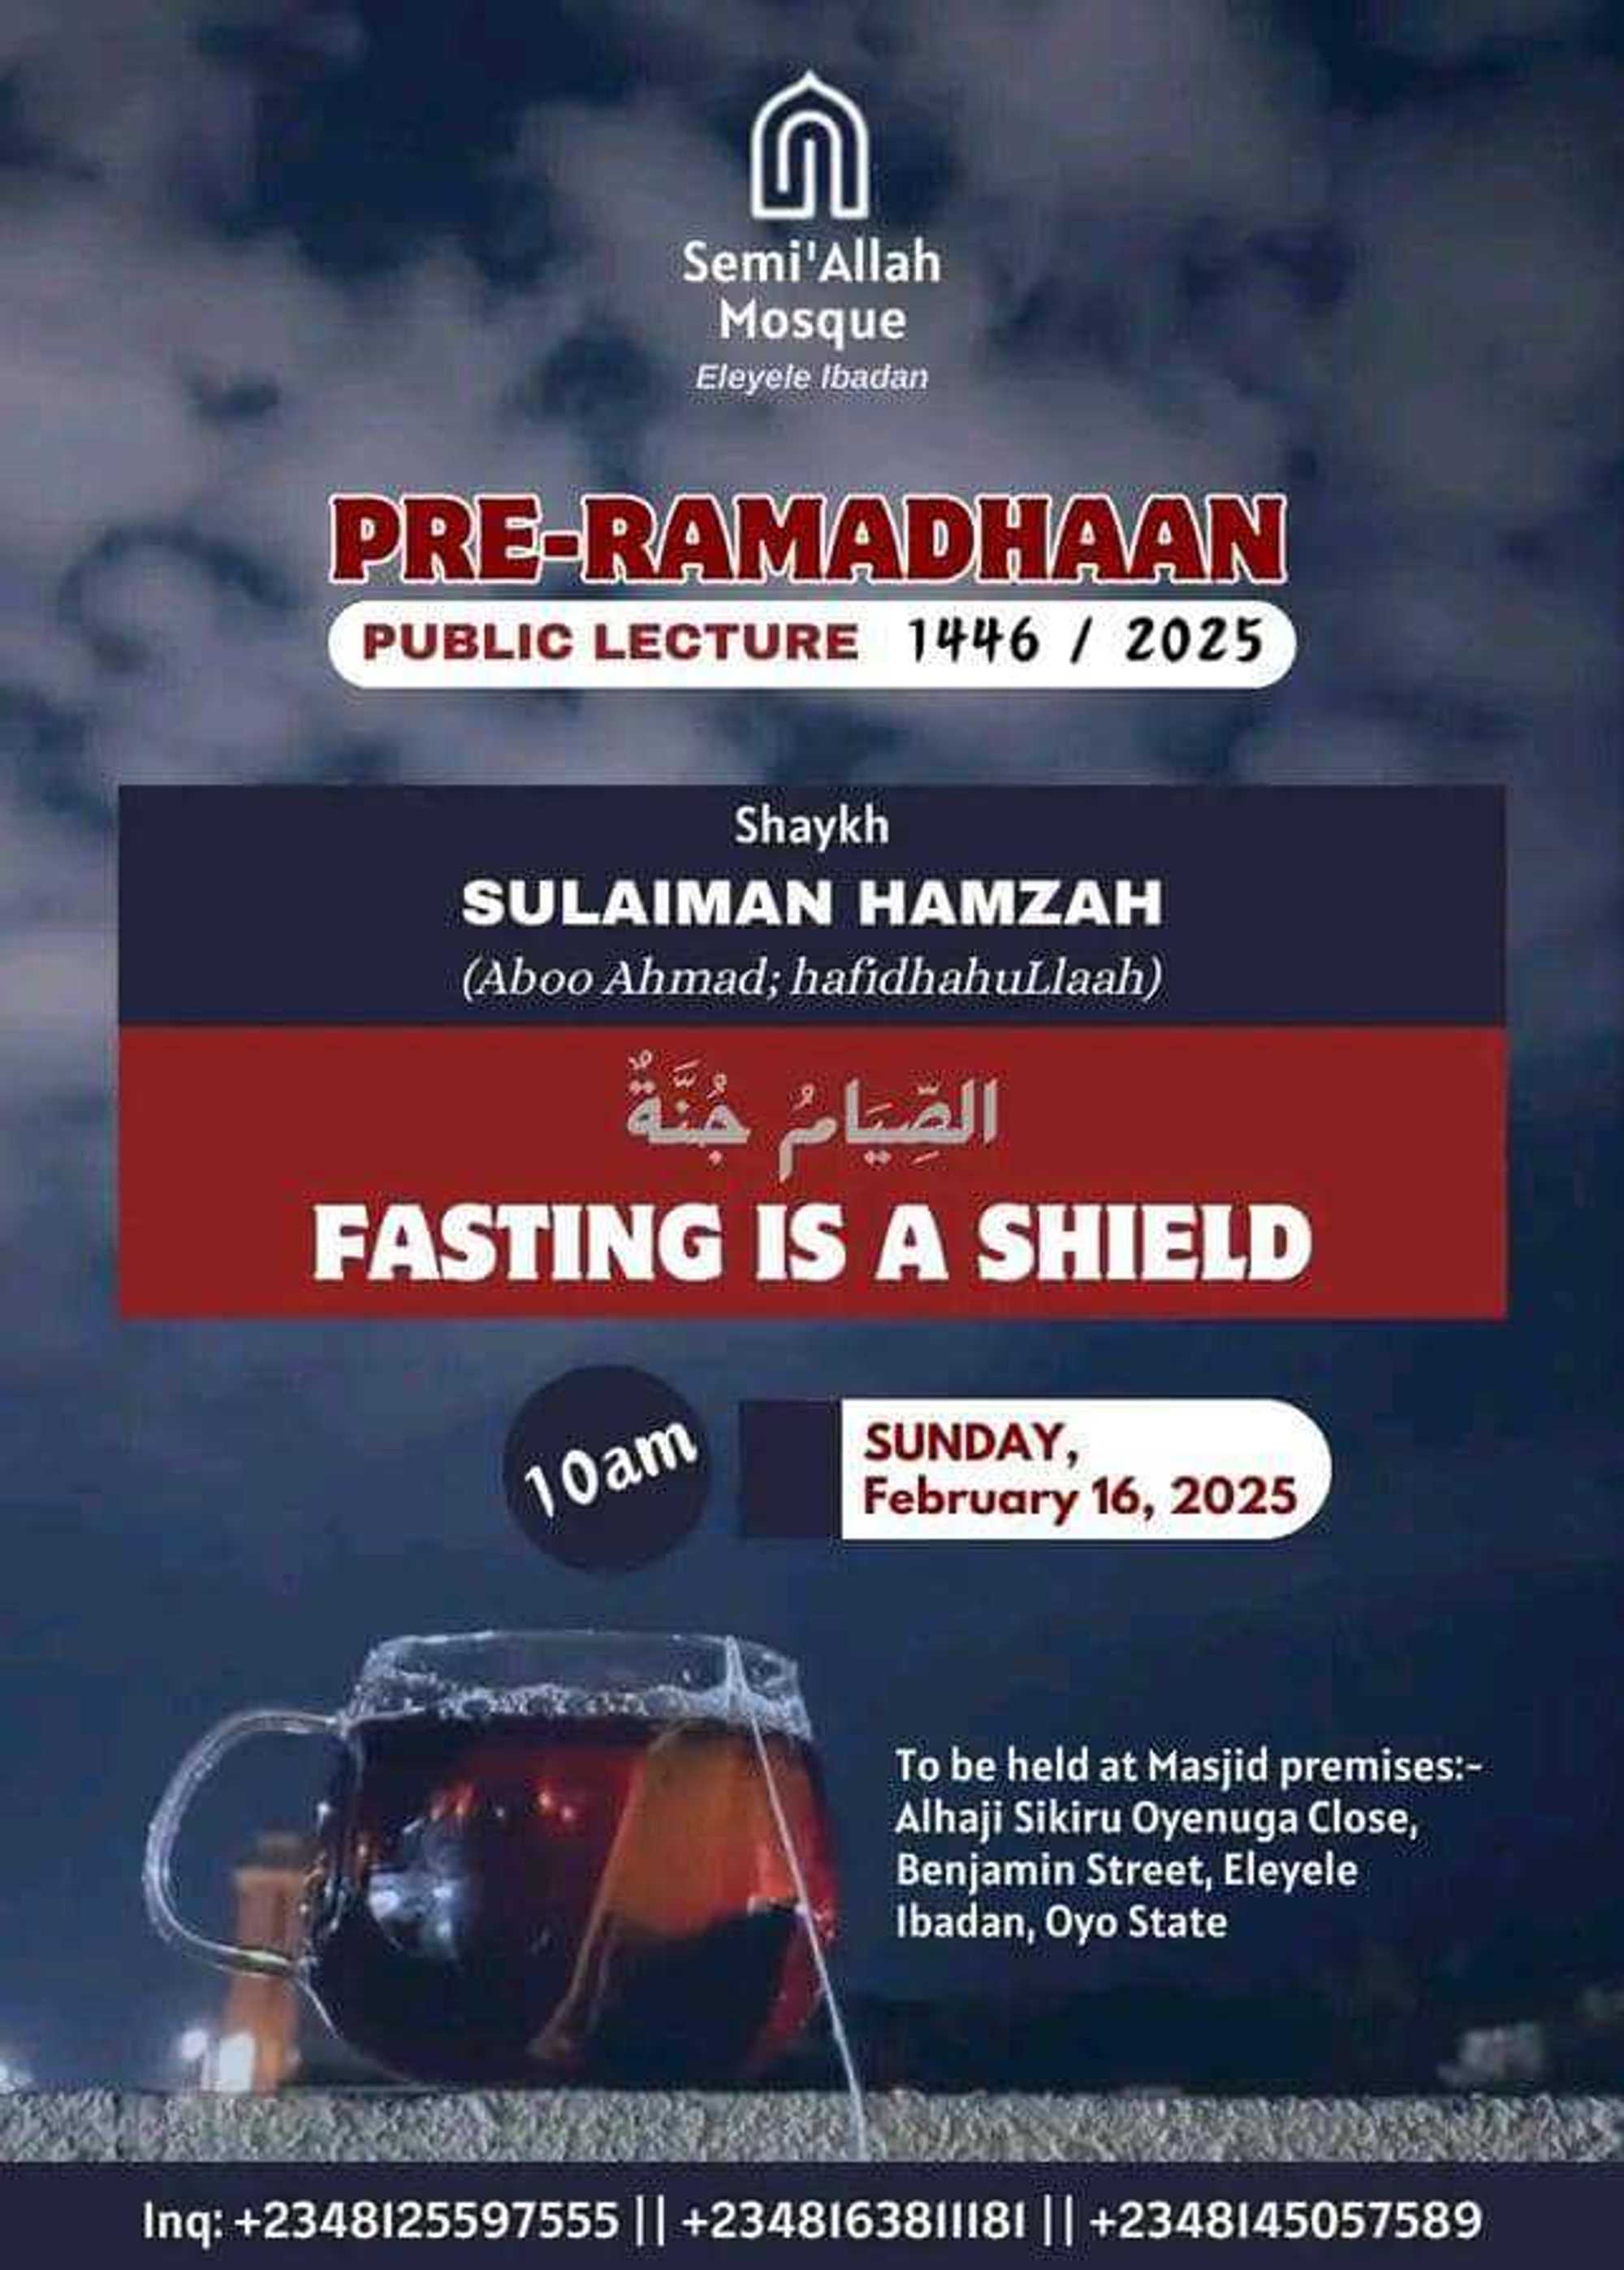 Semi'Allah
Mosque
Eleyele Ibadan
PRE-RAMADHAAN
PUBLIC LECTURE 1446 / 2025
Shaykh
SULAIMAN HAMZAH
(Aboo Ahmad; hafidhahuLlaah)
الصِّيَامُ جُنَّةٌ
FASTING IS A SHIELD
10am
SUNDAY,
February 16, 2025
To be held at Masjid premises:-
Alhaji Sikiru Oyenuga Close,
Benjamin Street, Eleyele
Ibadan, Oyo State
Inq: +2348125597555 || +2348163811181 || +2348145057589